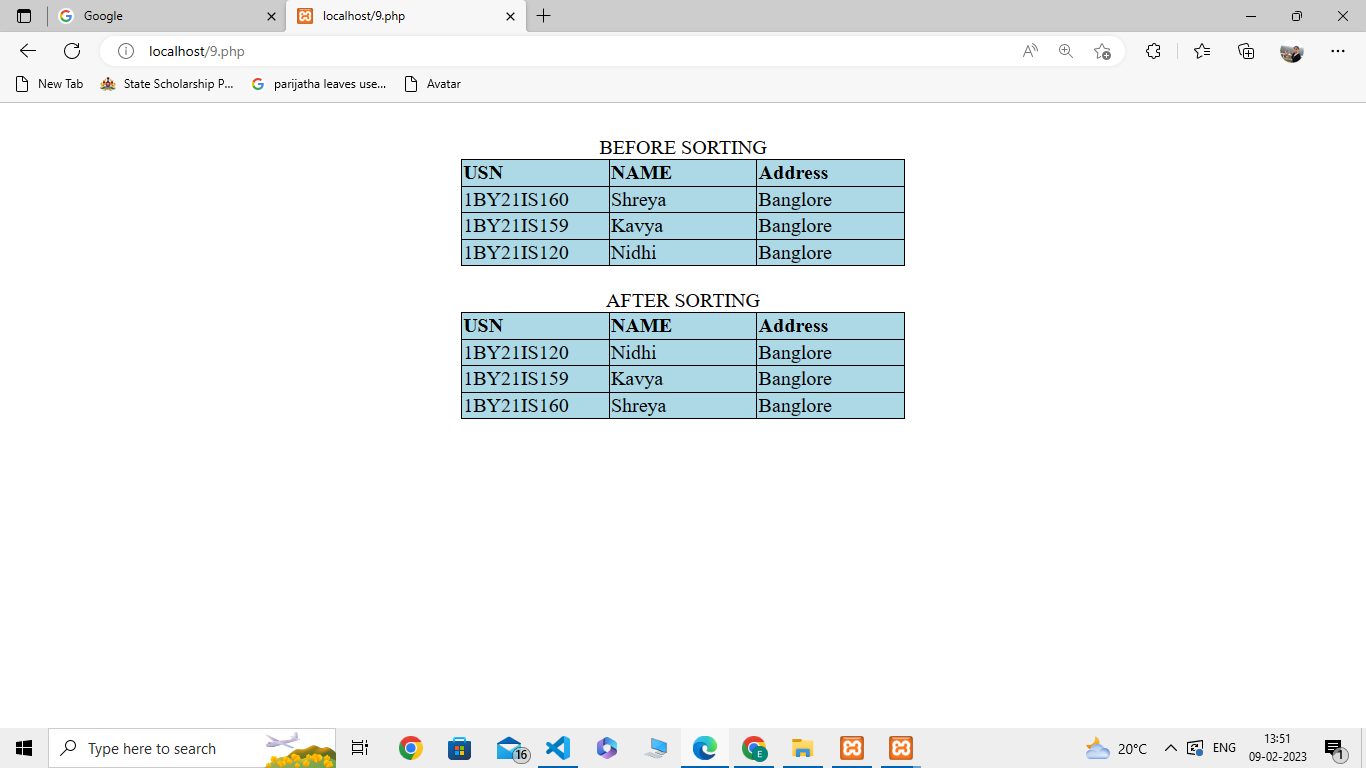 Google
localhost/9.php
localhost/9.php
New Tab State Scholarship P... parijatha leaves use... Avatar
BEFORE SORTING
USN NAME Address
1BY21IS160 Shreya Banglore
1BY21IS159 Kavya Banglore
1BY21IS120 Nidhi Banglore
AFTER SORTING
USN NAME Address
1BY21IS120 Nidhi Banglore
1BY21IS159 Kavya Banglore
1BY21IS160 Shreya Banglore
Type here to search 16 E 20°C ENG 13:51
09-02-2023 1